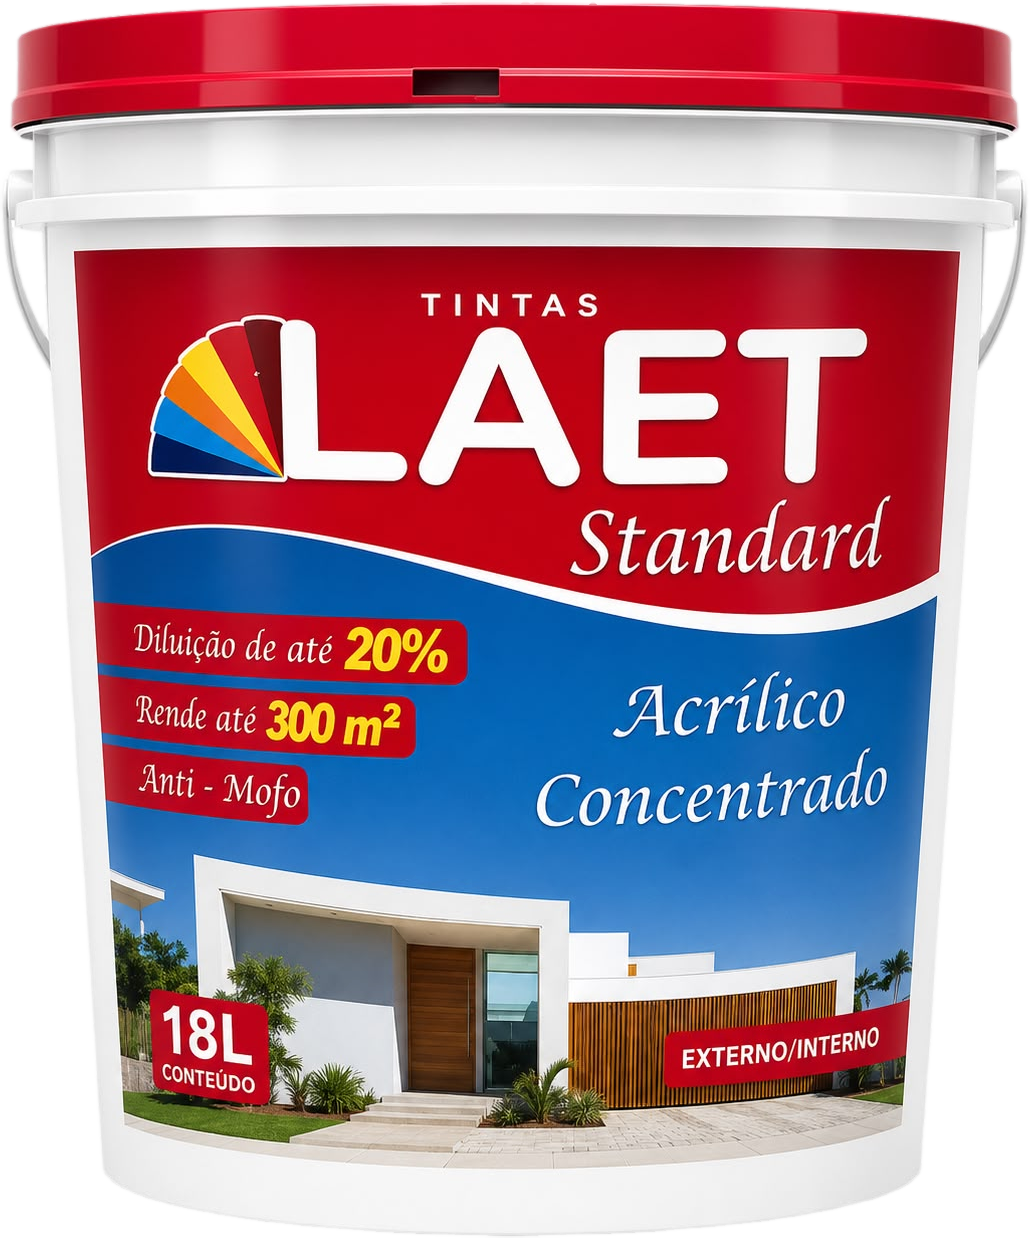 TINTAS
LAET
Standard
Diluição de até 20%
Rende até 300 m²
Anti - Mofo
Acrílico
Concentrado
18L
CONTEÚDO
EXTERNO/INTERNO